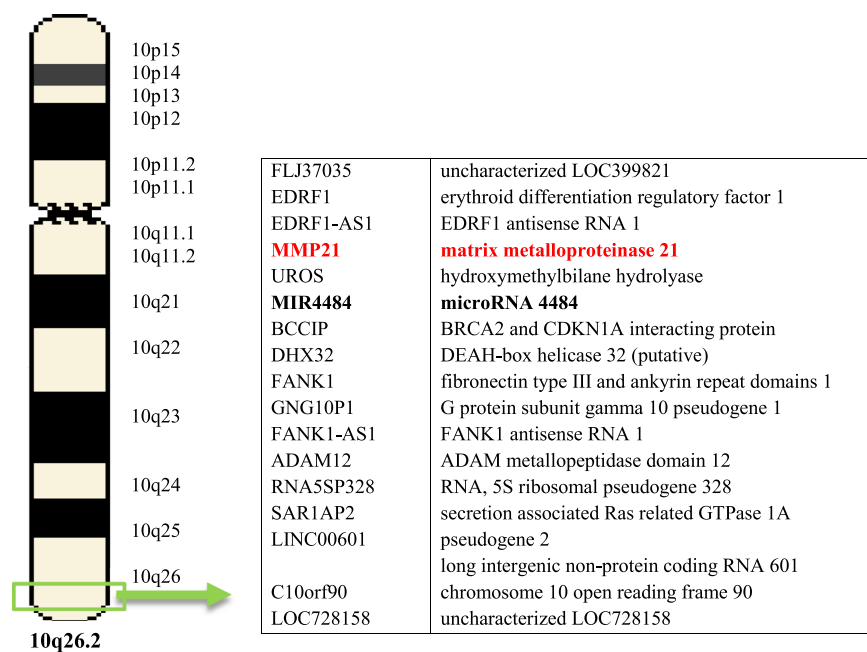 10p15
10p14
10p13
10p12
10p11.2
10p11.1
10q11.1
10q11.2
10q21
10q22
10q23
10q24
10q25
10q26
10q26.2
FLJ37035 uncharacterized LOC399821
EDRF1 erythroid differentiation regulatory factor 1
EDRF1-AS1 EDRF1 antisense RNA 1
MMP21 matrix metalloproteinase 21
UROS hydroxymethylbilane hydrolyase
MIR4484 microRNA 4484
BCCIP BRCA2 and CDKN1A interacting protein
DHX32 DEAH-box helicase 32 (putative)
FANK1 fibronectin type III and ankyrin repeat domains 1
GNG10P1 G protein subunit gamma 10 pseudogene 1
FANK1-AS1 FANK1 antisense RNA 1
ADAM12 ADAM metallopeptidase domain 12
RNA5SP328 RNA, 5S ribosomal pseudogene 328
SAR1AP2 secretion associated Ras related GTPase 1A
LINC00601 pseudogene 2
long intergenic non-protein coding RNA 601
C10orf90 chromosome 10 open reading frame 90
LOC728158 uncharacterized LOC728158